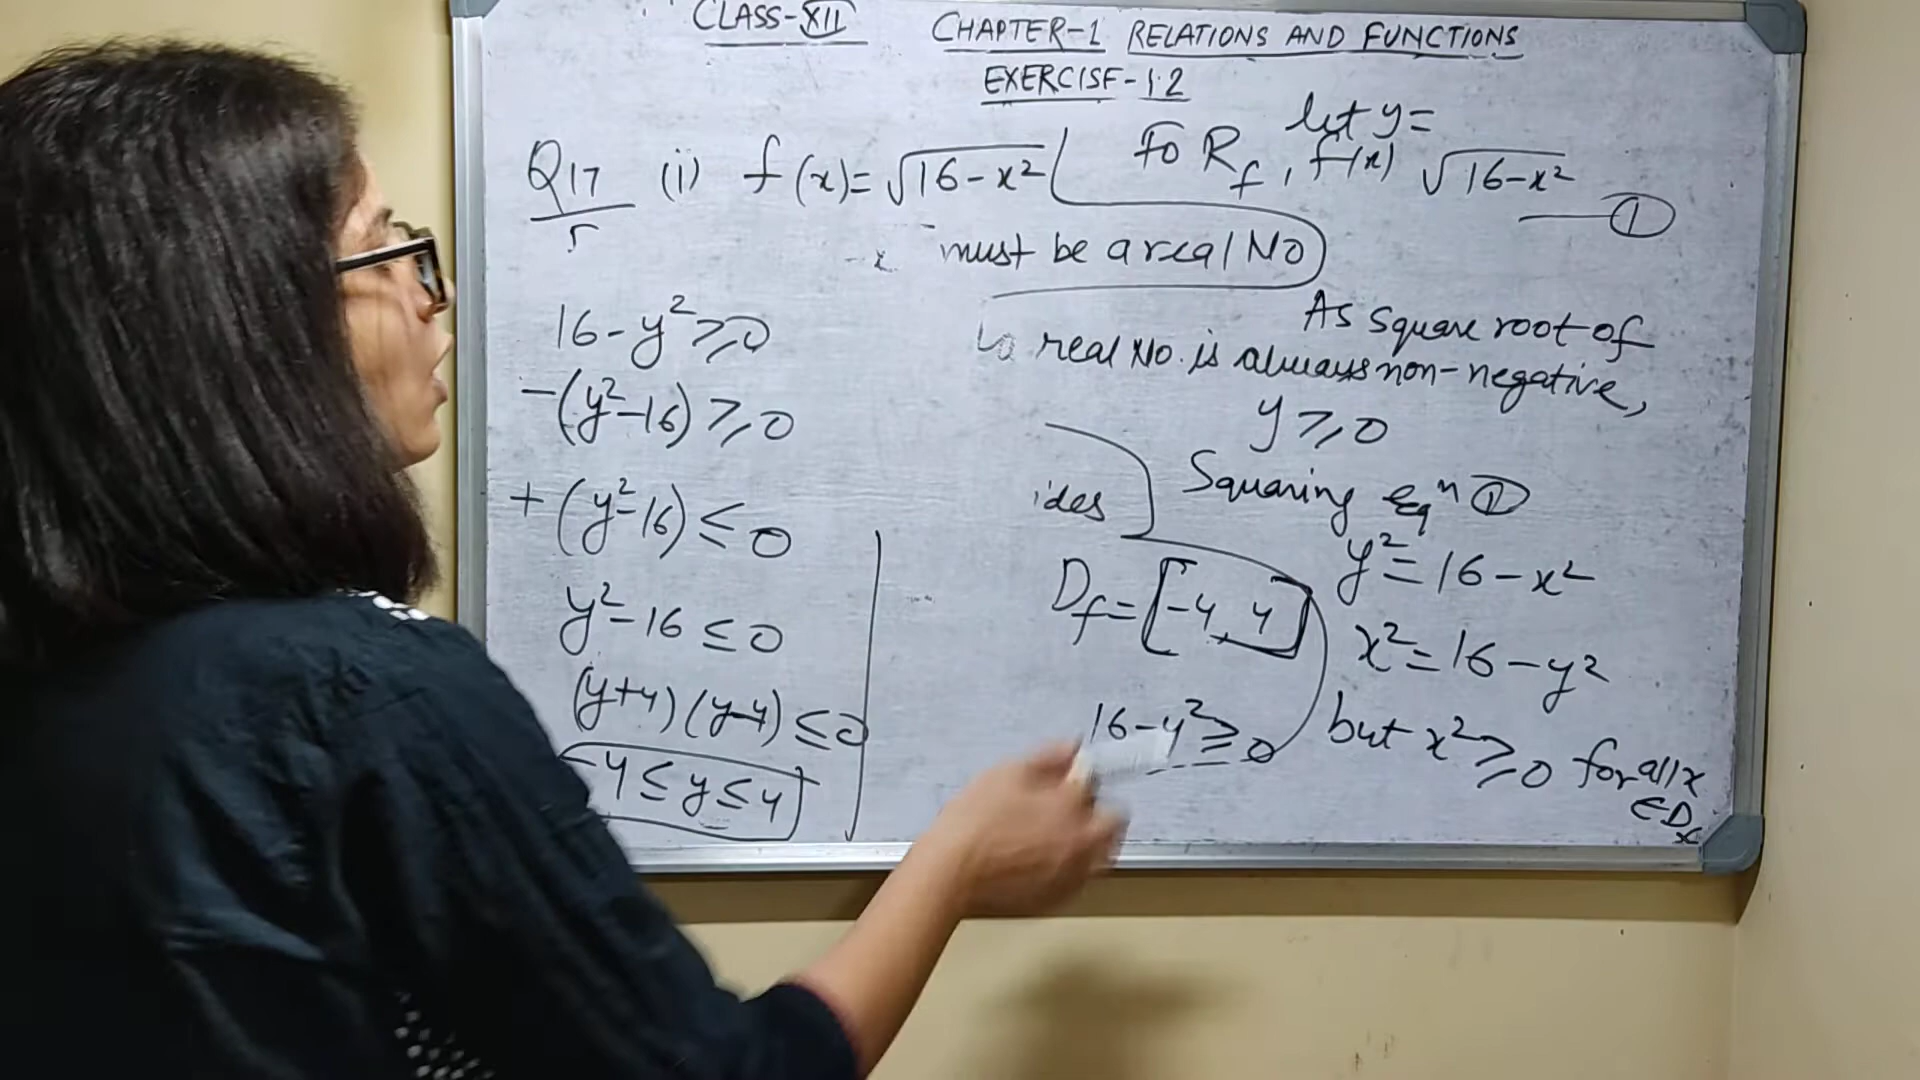 CLASS-XII CHAPTER-1 RELATIONS AND FUNCTIONS
EXERCISE-1.2
Q17 (i) f(x)=√16-x²
5
must be a real NO
16-y²≥0
-(y²-16)≥0
+(y²-16)≤0
y²-16≤0
(y+4)(y-4)≤0
-4≤y≤4
ides
Df=[-4,4]
16-y²≥0
Fo Rf, let y=
f(x) √16-x²
①
As square root of
real No. is always non-negative,
y≥0
Squaring eqⁿ ①
y²=16-x²
x²=16-y²
but x²≥0 for all x
∈Df